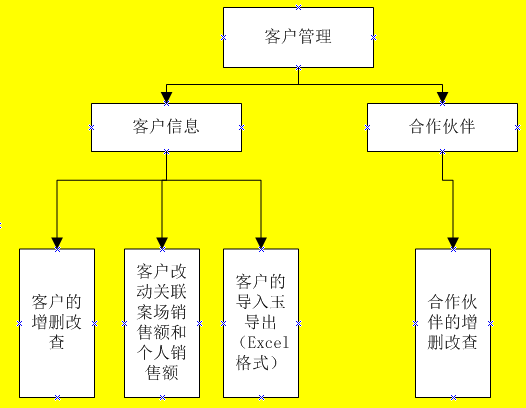 客户管理
客户信息
合作伙伴
客户的
增删改
查
客户改
动关联
案场销
售额和
个人销
售额
客户的
导入玉
导出
（Excel
格式）
合作伙
伴的增
删改查